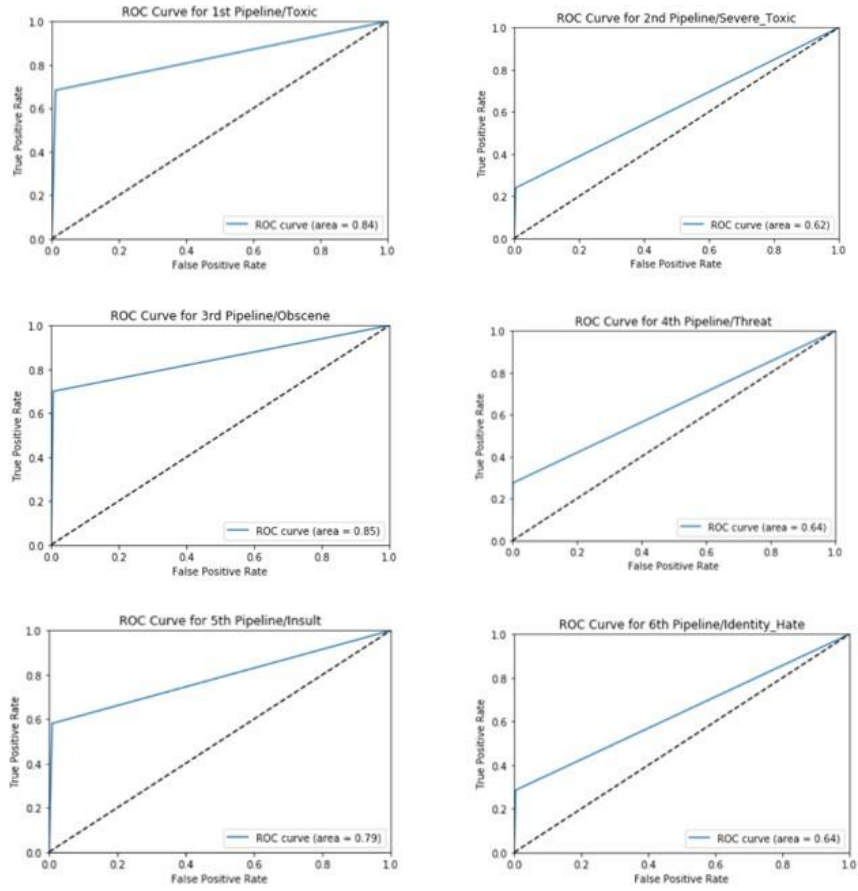 ROC Curve for 1st Pipeline/Toxic
1.0
0.8
0.6
0.4
0.2
0.0
True Positive Rate
ROC curve (area = 0.84)
0.0 0.2 0.4 0.6 0.8 1.0
False Positive Rate
ROC Curve for 2nd Pipeline/Severe_Toxic
1.0
0.8
0.6
0.4
0.2
0.0
True Positive Rate
ROC curve (area = 0.62)
0.0 0.2 0.4 0.6 0.8 1.0
False Positive Rate
ROC Curve for 3rd Pipeline/Obscene
1.0
0.8
0.6
0.4
0.2
0.0
True Positive Rate
ROC curve (area = 0.85)
0.0 0.2 0.4 0.6 0.8 1.0
False Positive Rate
ROC Curve for 4th Pipeline/Threat
1.0
0.8
0.6
0.4
0.2
0.0
True Positive Rate
ROC curve (area = 0.64)
0.0 0.2 0.4 0.6 0.8 1.0
False Positive Rate
ROC Curve for 5th Pipeline/Insult
1.0
0.8
0.6
0.4
0.2
0.0
True Positive Rate
ROC curve (area = 0.79)
0.0 0.2 0.4 0.6 0.8 1.0
False Positive Rate
ROC Curve for 6th Pipeline/Identity_Hate
1.0
0.8
0.6
0.4
0.2
0.0
True Positive Rate
ROC curve (area = 0.64)
0.0 0.2 0.4 0.6 0.8 1.0
False Positive Rate